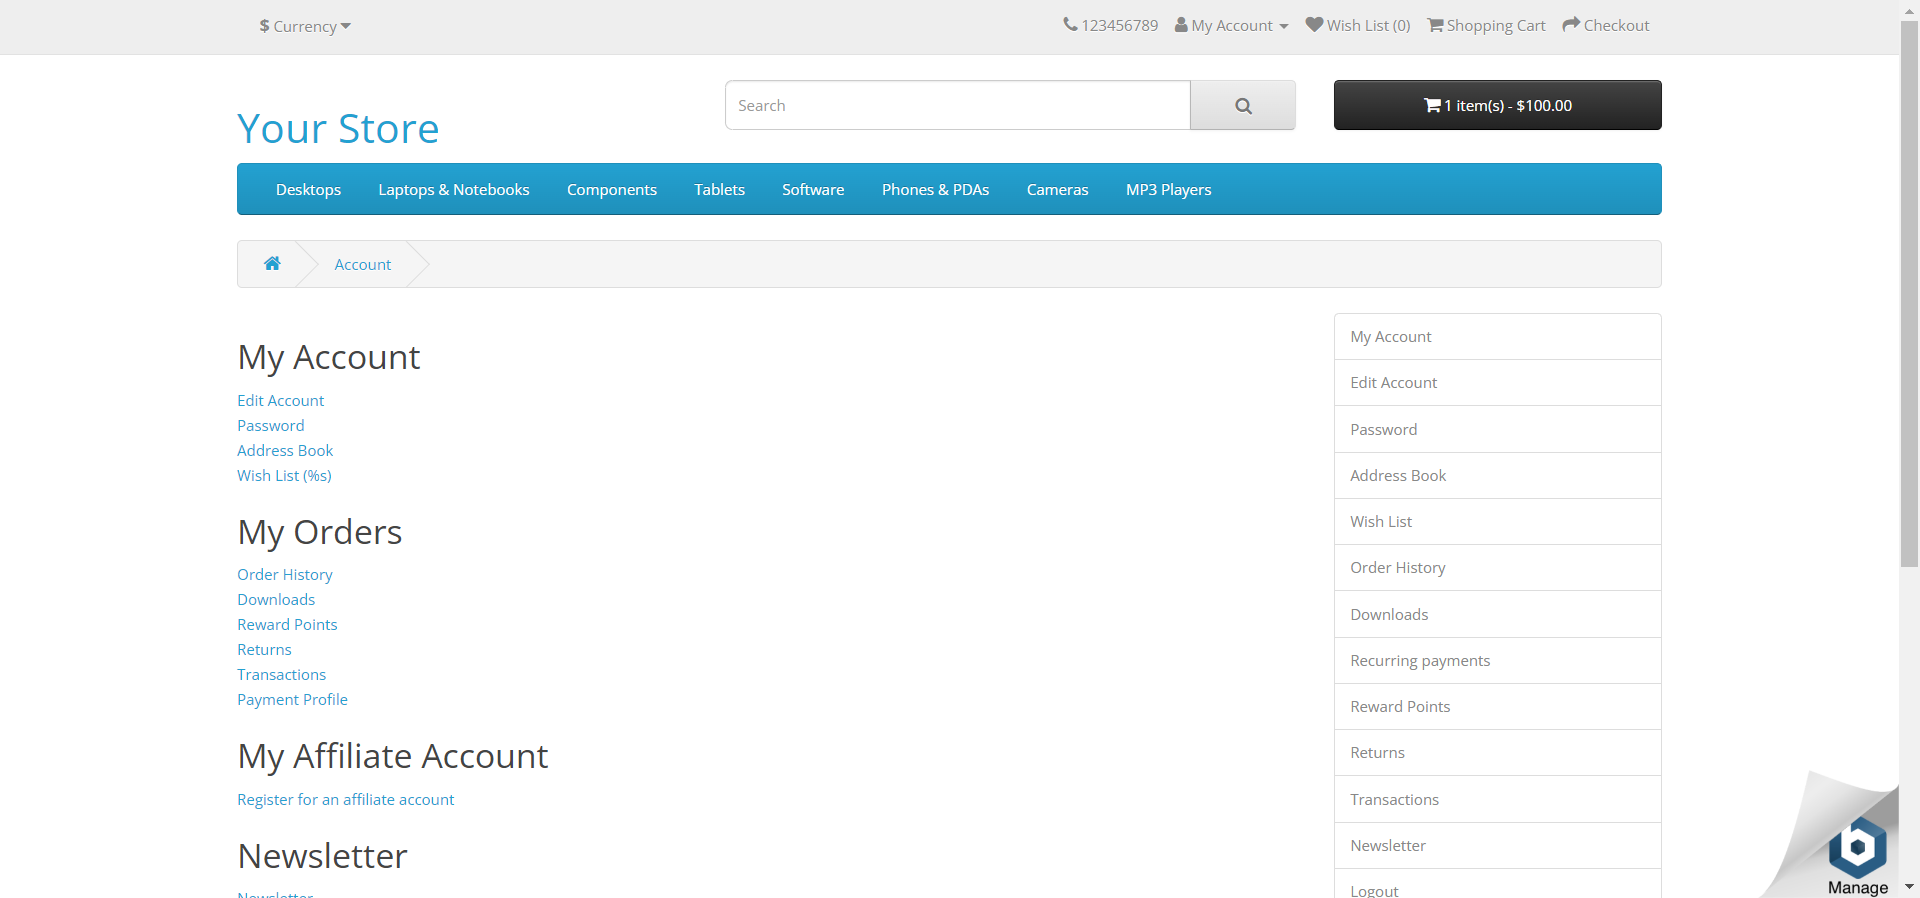 $ Currency
123456789 My Account Wish List (0) Shopping Cart Checkout
Search
1 item(s) - $100.00
Your Store
Desktops Laptops & Notebooks Components Tablets Software Phones & PDAs Cameras MP3 Players
Account
My Account
Edit Account
Password
Address Book
Wish List (%s)
My Orders
Order History
Downloads
Reward Points
Returns
Transactions
Payment Profile
My Affiliate Account
Register for an affiliate account
Newsletter
Newsletter
My Account
Edit Account
Password
Address Book
Wish List
Order History
Downloads
Recurring payments
Reward Points
Returns
Transactions
Newsletter
Logout
b
Manage